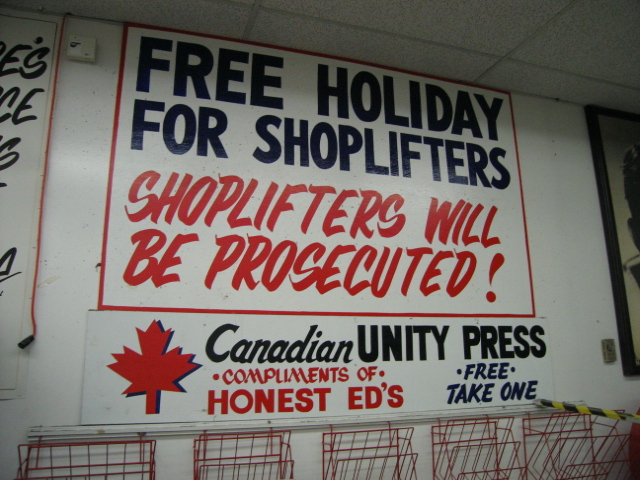 FREE HOLIDAY
FOR SHOPLIFTERS
SHOPLIFTERS WILL
BE PROSECUTED!
Canadian UNITY PRESS
•COMPLIMENTS OF•
HONEST ED'S
•FREE•
TAKE ONE